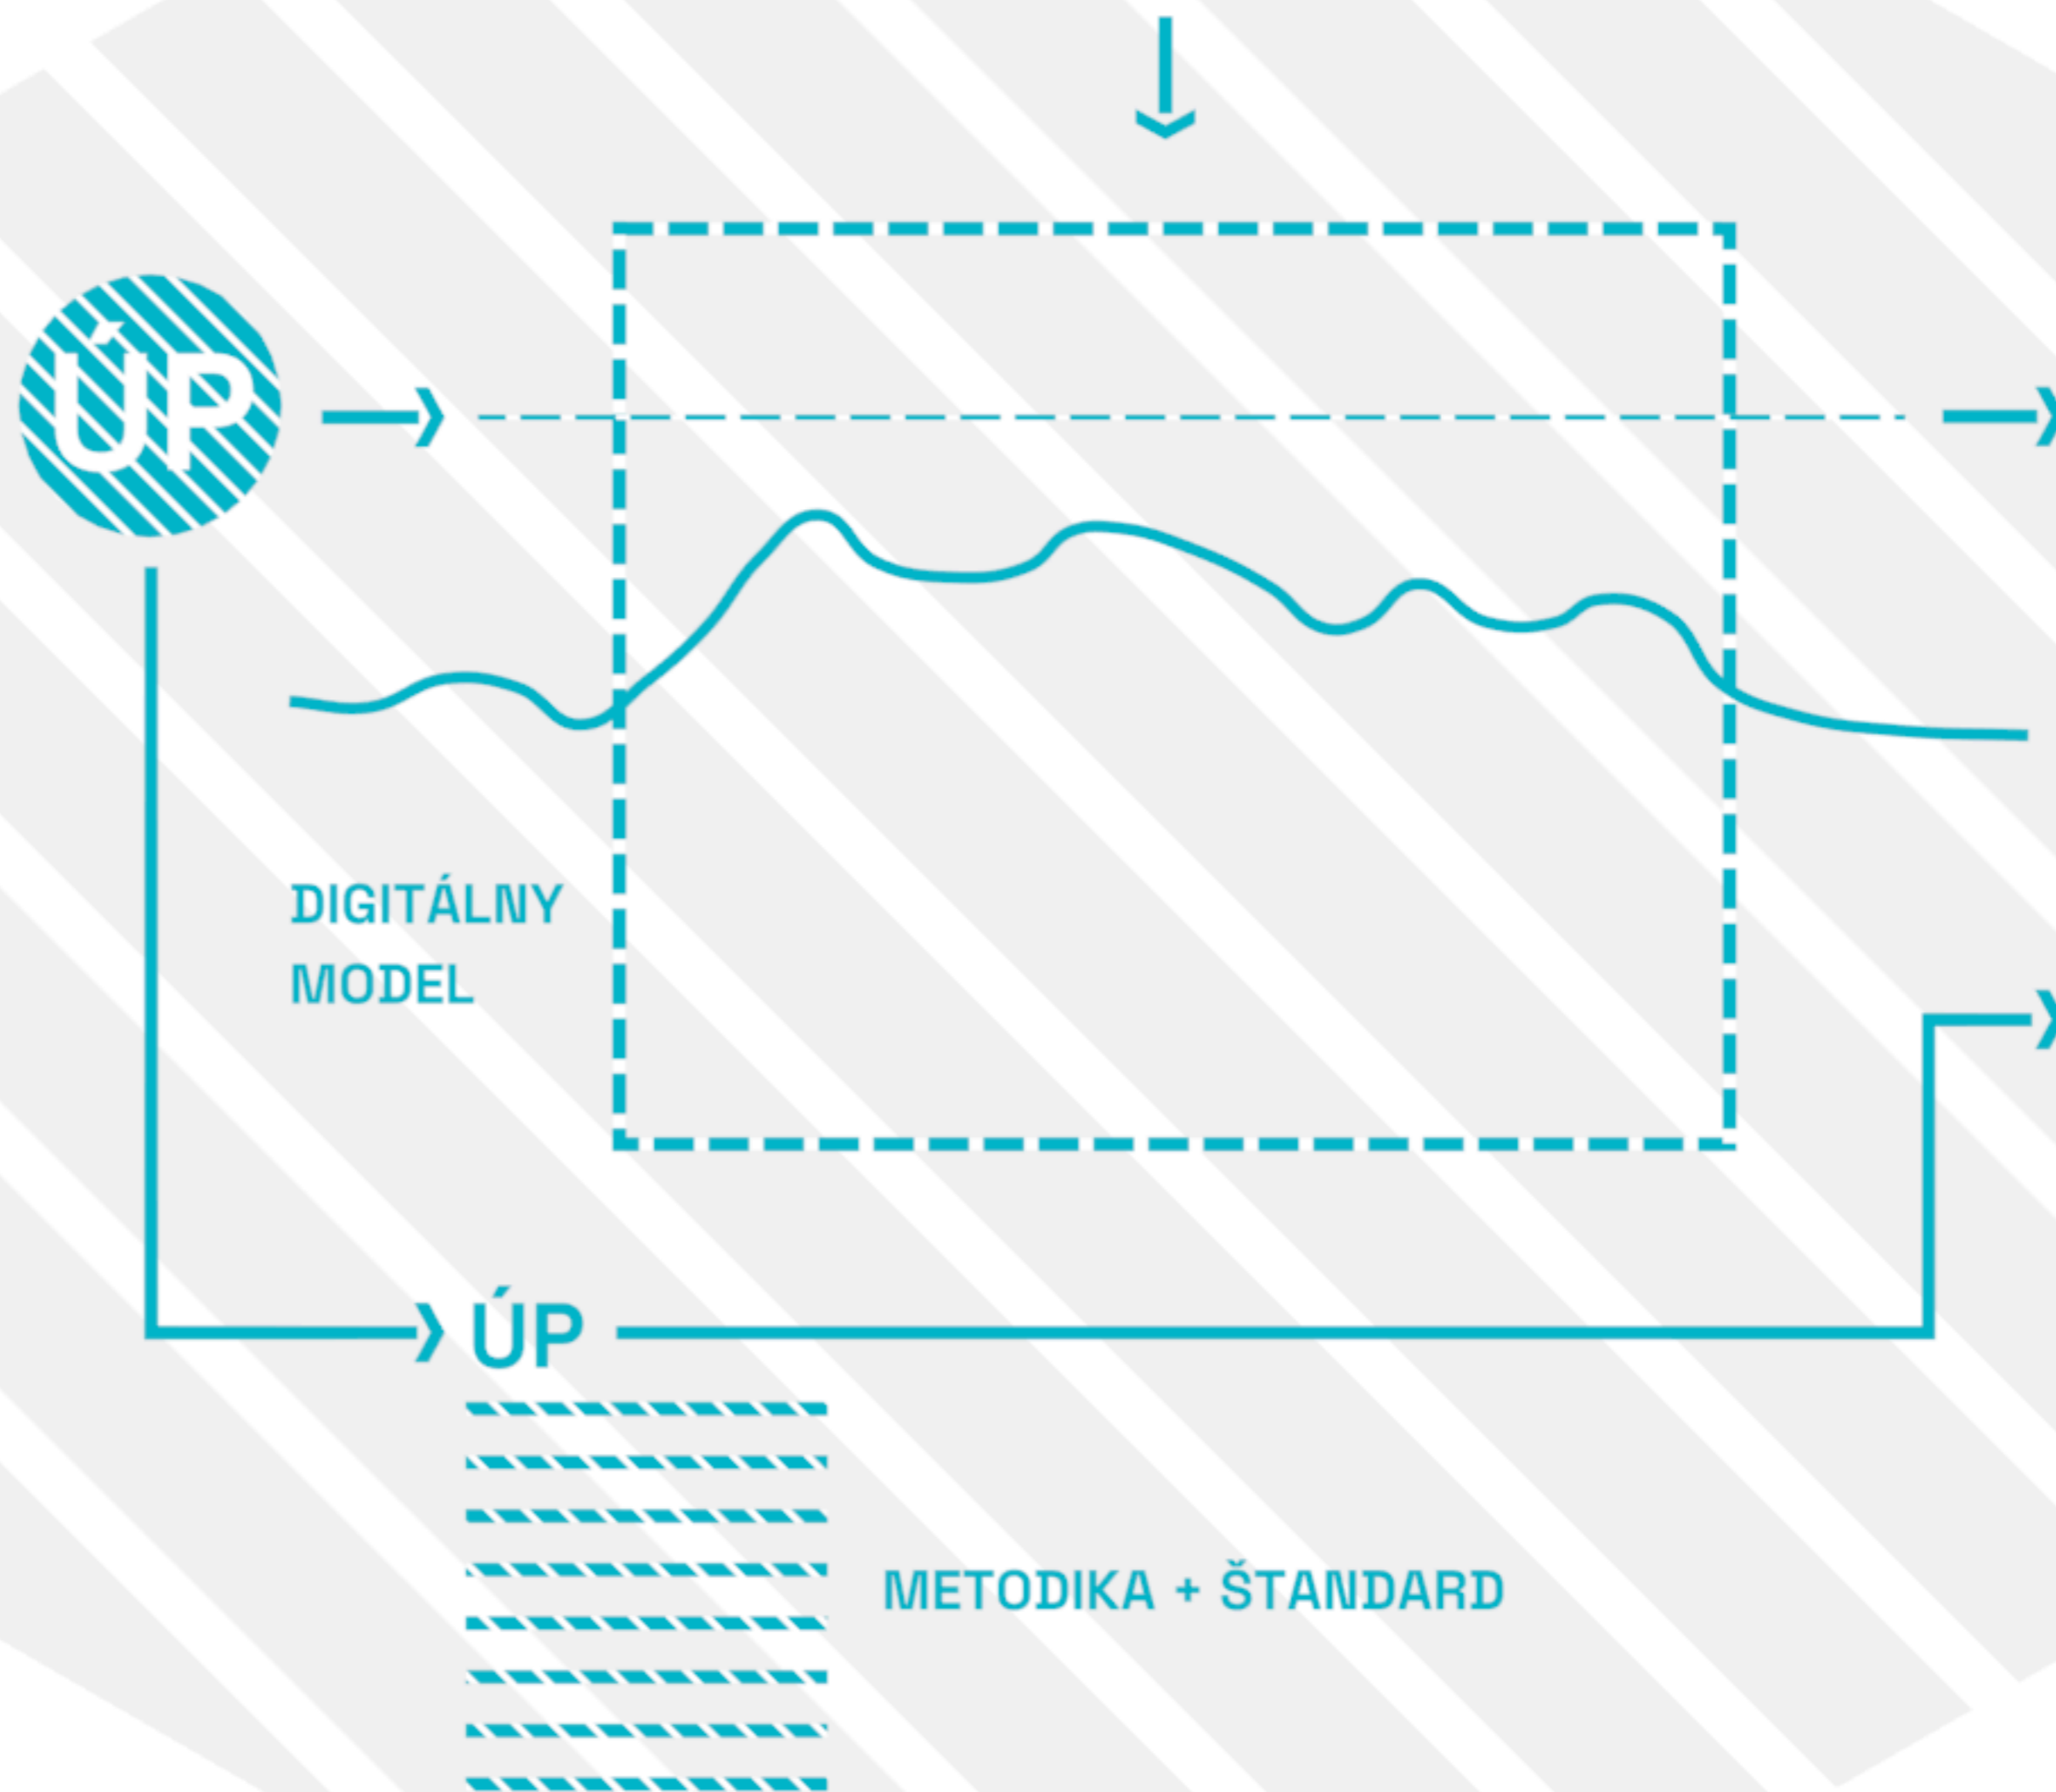 ÚP
DIGITÁLNY
MODEL
ÚP
METODIKA + ŠTANDARD